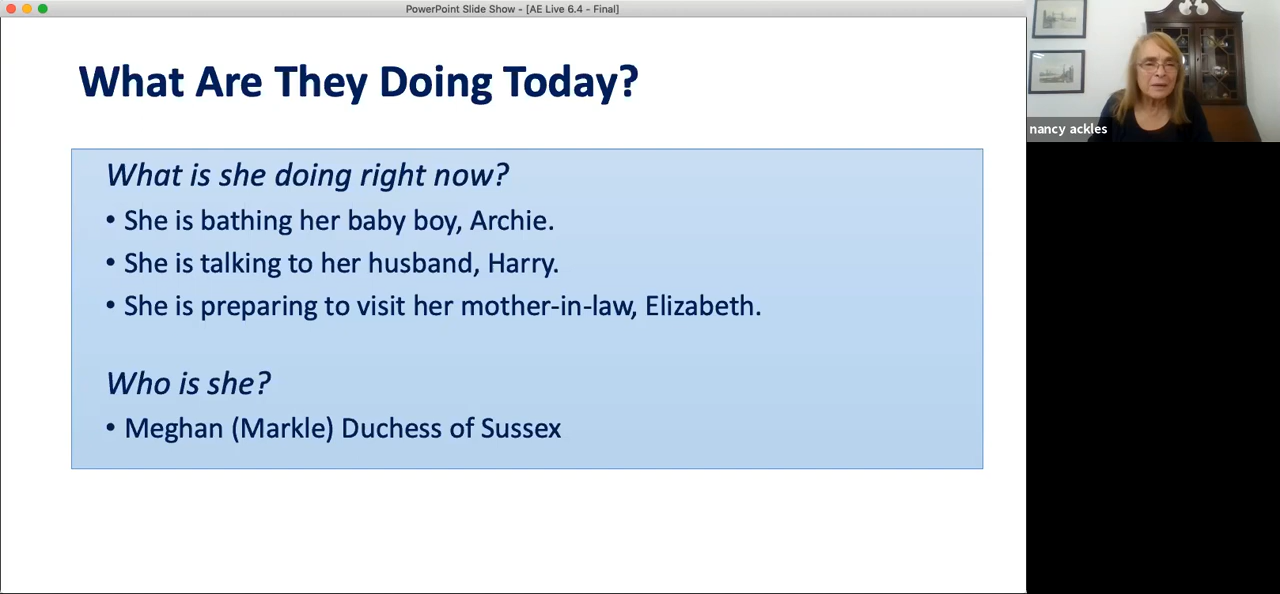 PowerPoint Slide Show - [AE Live 6.4 - Final]
What Are They Doing Today?
What is she doing right now?
• She is bathing her baby boy, Archie.
• She is talking to her husband, Harry.
• She is preparing to visit her mother-in-law, Elizabeth.
Who is she?
• Meghan (Markle) Duchess of Sussex
nancy ackles